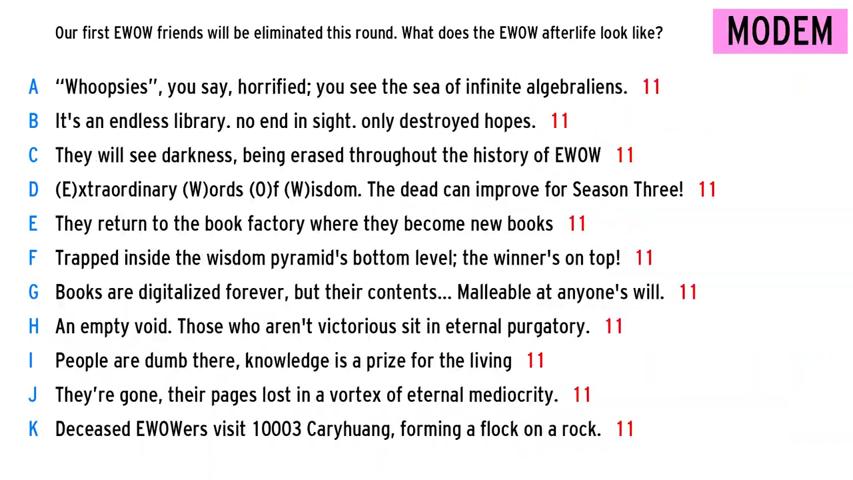 Our first EWOW friends will be eliminated this round. What does the EWOW afterlife look like?
MODEM
A “Whoopsies”, you say, horrified; you see the sea of infinite algebraliens. 11
B It's an endless library. no end in sight. only destroyed hopes. 11
C They will see darkness, being erased throughout the history of EWOW 11
D (E)xtraordinary (W)ords (O)f (W)isdom. The dead can improve for Season Three! 11
E They return to the book factory where they become new books 11
F Trapped inside the wisdom pyramid's bottom level; the winner's on top! 11
G Books are digitalized forever, but their contents... Malleable at anyone's will. 11
H An empty void. Those who aren't victorious sit in eternal purgatory. 11
I People are dumb there, knowledge is a prize for the living 11
J They’re gone, their pages lost in a vortex of eternal mediocrity. 11
K Deceased EWOWers visit 10003 Caryhuang, forming a flock on a rock. 11